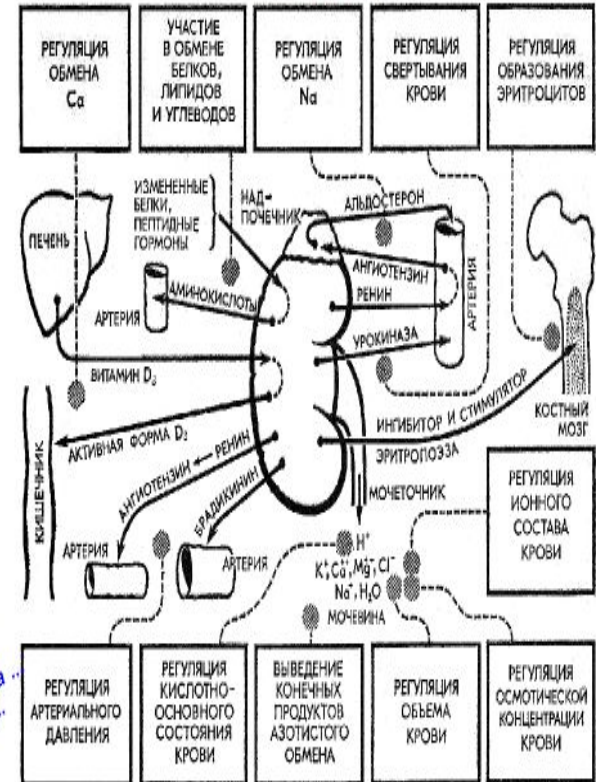 РЕГУЛЯЦИЯ
ОБМЕНА
Ca
УЧАСТИЕ
В ОБМЕНЕ
БЕЛКОВ,
ЛИПИДОВ
И УГЛЕВОДОВ
РЕГУЛЯЦИЯ
ОБМЕНА
Na
РЕГУЛЯЦИЯ
СВЕРТЫВАНИЯ
КРОВИ
РЕГУЛЯЦИЯ
ОБРАЗОВАНИЯ
ЭРИТРОЦИТОВ
ПЕЧЕНЬ
ИЗМЕНЕННЫЕ
БЕЛКИ,
ПЕПТИДНЫЕ
ГОРМОНЫ
НАД-
ПОЧЕЧНИК
АЛЬДОСТЕРОН
АНГИОТЕНЗИН
РЕНИН
УРОКИНАЗА
АРТЕРИЯ
АМИНОКИСЛОТЫ
АРТЕРИЯ
ВИТАМИН D₃
АКТИВНАЯ ФОРМА D₃
КИШЕЧНИК
АНГИОТЕНЗИН ← РЕНИН
БРАДИКИНИН
АРТЕРИЯ
АРТЕРИЯ
ИНГИБИТОР И СТИМУЛЯТОР
ЭРИТРОПОЭЗА
КОСТНЫЙ
МОЗГ
МОЧЕТОЧНИК
H⁺
K⁺, Ca⁺⁺, Mg⁺⁺, Cl⁻
Na⁺, H₂O
МОЧЕВИНА
РЕГУЛЯЦИЯ
ИОННОГО
СОСТАВА
КРОВИ
РЕГУЛЯЦИЯ
АРТЕРИАЛЬНОГО
ДАВЛЕНИЯ
РЕГУЛЯЦИЯ
КИСЛОТНО-
ОСНОВНОГО
СОСТОЯНИЯ
КРОВИ
ВЫВЕДЕНИЕ
КОНЕЧНЫХ
ПРОДУКТОВ
АЗОТИСТОГО
ОБМЕНА
РЕГУЛЯЦИЯ
ОБЪЕМА
КРОВИ
РЕГУЛЯЦИЯ
ОСМОТИЧЕСКОЙ
КОНЦЕНТРАЦИИ
КРОВИ